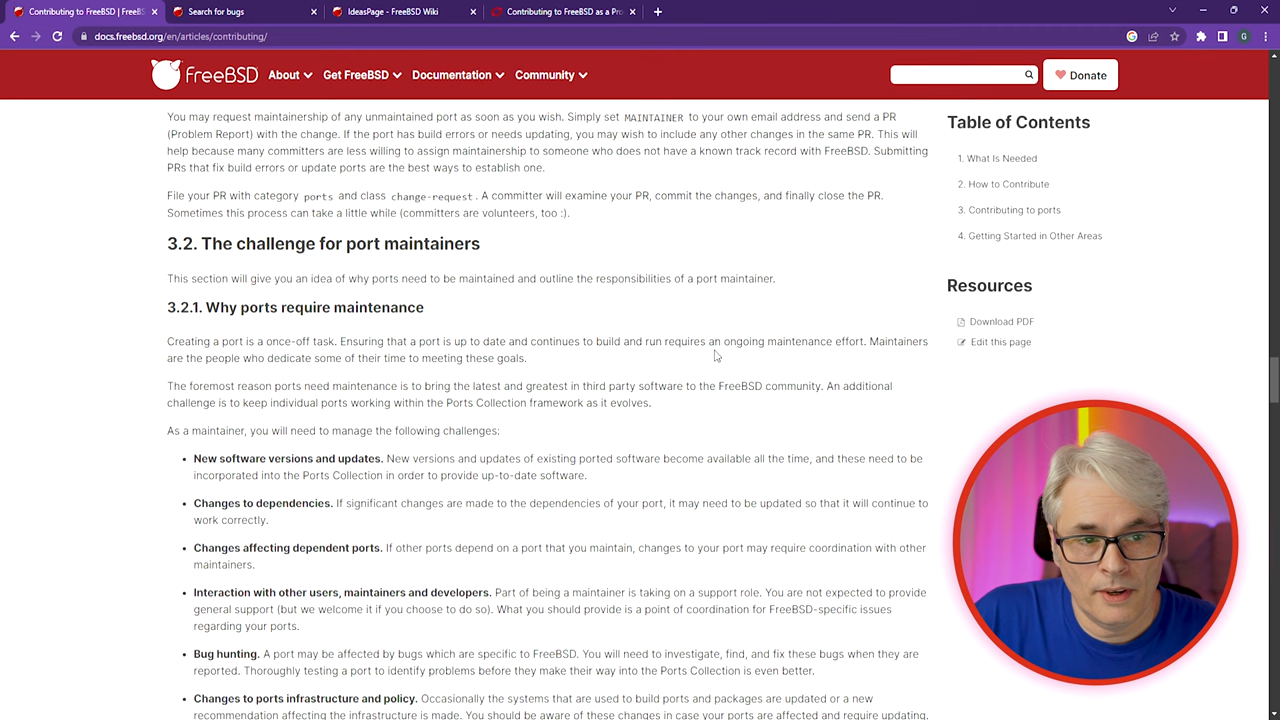 Contributing to FreeBSD | FreeBS
Search for bugs
IdeasPage - FreeBSD Wiki
Contributing to FreeBSD as a Pro
docs.freebsd.org/en/articles/contributing/
G
FreeBSD
About
Get FreeBSD
Documentation
Community
Donate
You may request maintainership of any unmaintained port as soon as you wish. Simply set MAINTAINER to your own email address and send a PR
(Problem Report) with the change. If the port has build errors or needs updating, you may wish to include any other changes in the same PR. This will
help because many committers are less willing to assign maintainership to someone who does not have a known track record with FreeBSD. Submitting
PRs that fix build errors or update ports are the best ways to establish one.
File your PR with category ports and class change-request. A committer will examine your PR, commit the changes, and finally close the PR.
Sometimes this process can take a little while (committers are volunteers, too :).
3.2. The challenge for port maintainers
This section will give you an idea of why ports need to be maintained and outline the responsibilities of a port maintainer.
3.2.1. Why ports require maintenance
Creating a port is a once-off task. Ensuring that a port is up to date and continues to build and run requires an ongoing maintenance effort. Maintainers
are the people who dedicate some of their time to meeting these goals.
The foremost reason ports need maintenance is to bring the latest and greatest in third party software to the FreeBSD community. An additional
challenge is to keep individual ports working within the Ports Collection framework as it evolves.
As a maintainer, you will need to manage the following challenges:
• New software versions and updates. New versions and updates of existing ported software become available all the time, and these need to be
incorporated into the Ports Collection in order to provide up-to-date software.
• Changes to dependencies. If significant changes are made to the dependencies of your port, it may need to be updated so that it will continue to
work correctly.
• Changes affecting dependent ports. If other ports depend on a port that you maintain, changes to your port may require coordination with other
maintainers.
• Interaction with other users, maintainers and developers. Part of being a maintainer is taking on a support role. You are not expected to provide
general support (but we welcome it if you choose to do so). What you should provide is a point of coordination for FreeBSD-specific issues
regarding your ports.
• Bug hunting. A port may be affected by bugs which are specific to FreeBSD. You will need to investigate, find, and fix these bugs when they are
reported. Thoroughly testing a port to identify problems before they make their way into the Ports Collection is even better.
• Changes to ports infrastructure and policy. Occasionally the systems that are used to build ports and packages are updated or a new
recommendation affecting the infrastructure is made. You should be aware of these changes in case your ports are affected and require updating.
Table of Contents
1. What Is Needed
2. How to Contribute
3. Contributing to ports
4. Getting Started in Other Areas
Resources
Download PDF
Edit this page